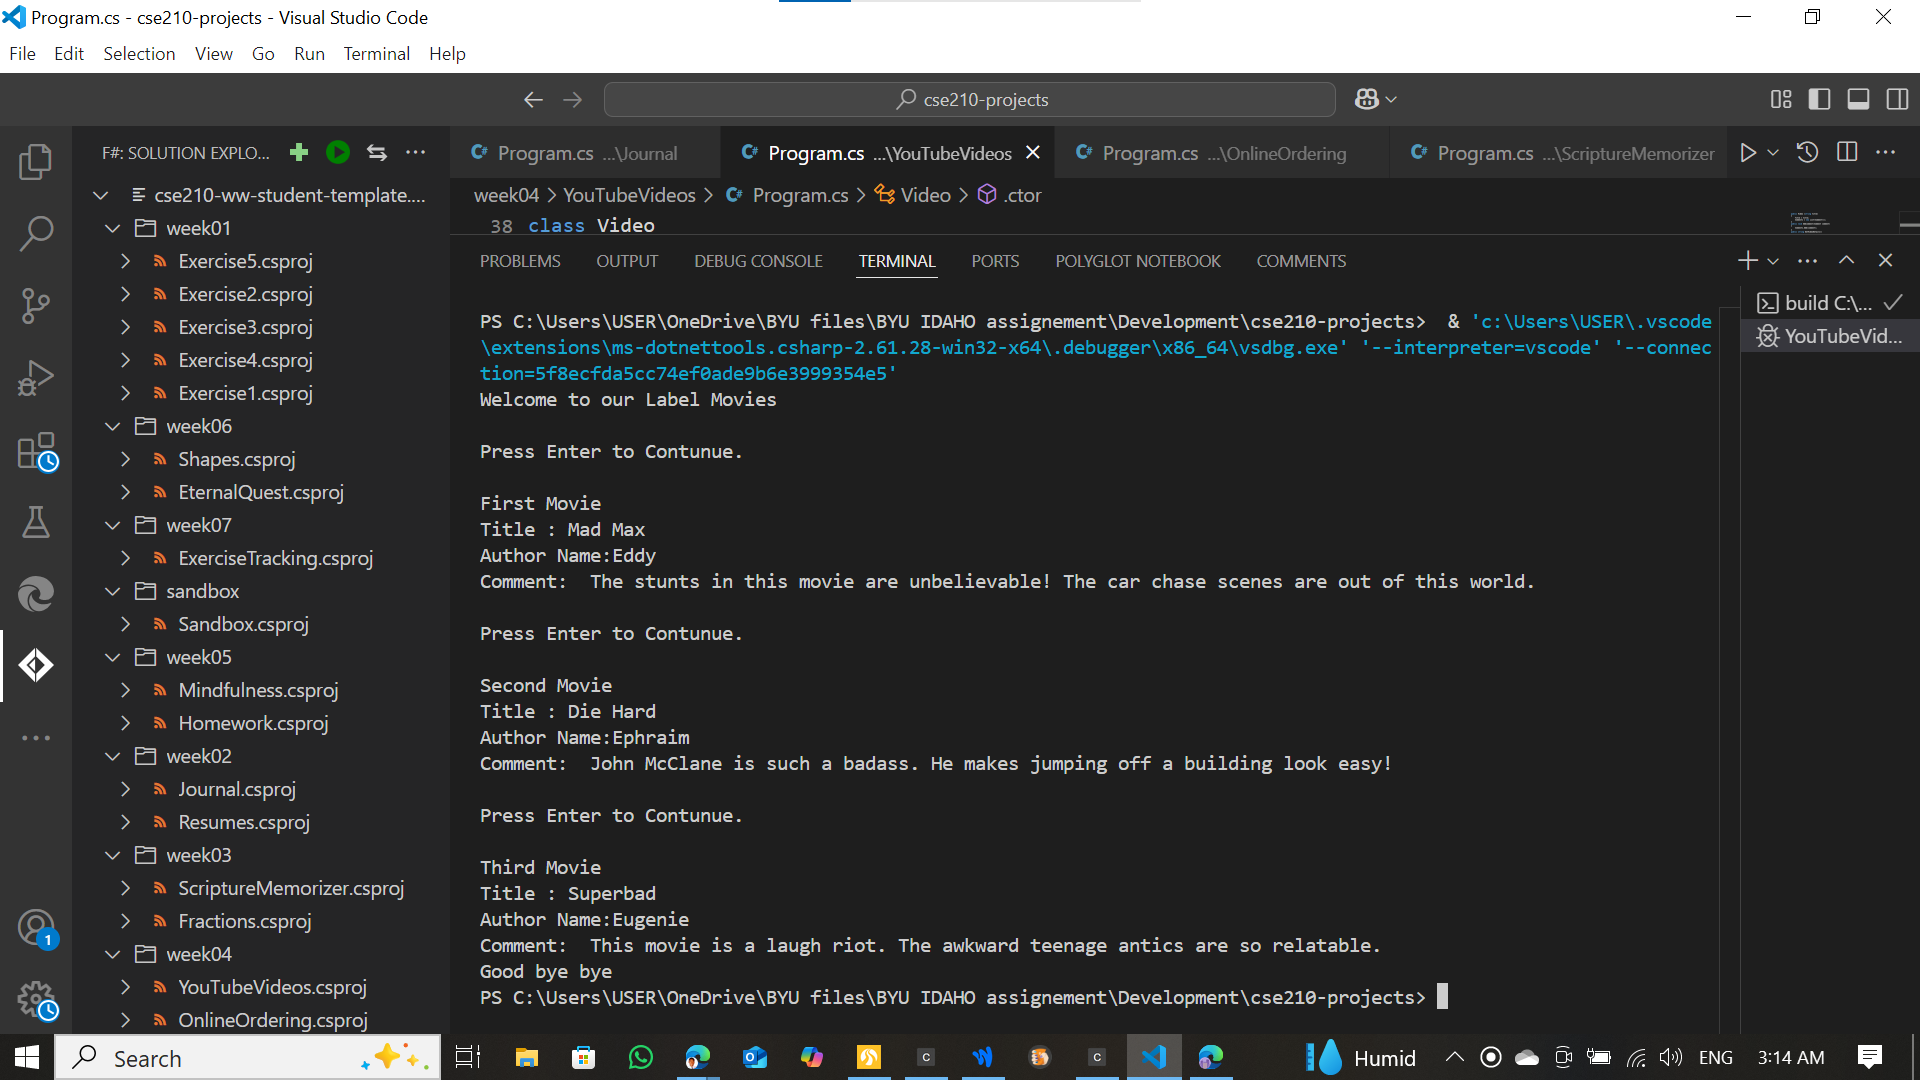 Program.cs - cse210-projects - Visual Studio Code
File Edit Selection View Go Run Terminal Help
cse210-projects
F#: SOLUTION EXPLO...
Program.cs ...\Journal
Program.cs ...\YouTubeVideos
Program.cs ...\OnlineOrdering
Program.cs ...\ScriptureMemorizer
cse210-ww-student-template....
week01
Exercise5.csproj
Exercise2.csproj
Exercise3.csproj
Exercise4.csproj
Exercise1.csproj
week06
Shapes.csproj
EternalQuest.csproj
week07
ExerciseTracking.csproj
sandbox
Sandbox.csproj
week05
Mindfulness.csproj
Homework.csproj
week02
Journal.csproj
Resumes.csproj
week03
ScriptureMemorizer.csproj
Fractions.csproj
week04
YouTubeVideos.csproj
OnlineOrdering.csproj
week04 > YouTubeVideos > Program.cs > Video > .ctor
38 class Video
PROBLEMS OUTPUT DEBUG CONSOLE TERMINAL PORTS POLYGLOT NOTEBOOK COMMENTS
PS C:\Users\USER\OneDrive\BYU files\BYU IDAHO assignement\Development\cse210-projects>  & 'c:\Users\USER\.vscode
\extensions\ms-dotnettools.csharp-2.61.28-win32-x64\.debugger\x86_64\vsdbg.exe' '--interpreter=vscode' '--connec
tion=5f8ecfda5cc74ef0ade9b6e3999354e5'
Welcome to our Label Movies
Press Enter to Contunue.
First Movie
Title : Mad Max
Author Name:Eddy
Comment:  The stunts in this movie are unbelievable! The car chase scenes are out of this world.
Press Enter to Contunue.
Second Movie
Title : Die Hard
Author Name:Ephraim
Comment:  John McClane is such a badass. He makes jumping off a building look easy!
Press Enter to Contunue.
Third Movie
Title : Superbad
Author Name:Eugenie
Comment:  This movie is a laugh riot. The awkward teenage antics are so relatable.
Good bye bye
PS C:\Users\USER\OneDrive\BYU files\BYU IDAHO assignement\Development\cse210-projects>
build C:\...
YouTubeVid...
1
Search
Humid
ENG
3:14 AM